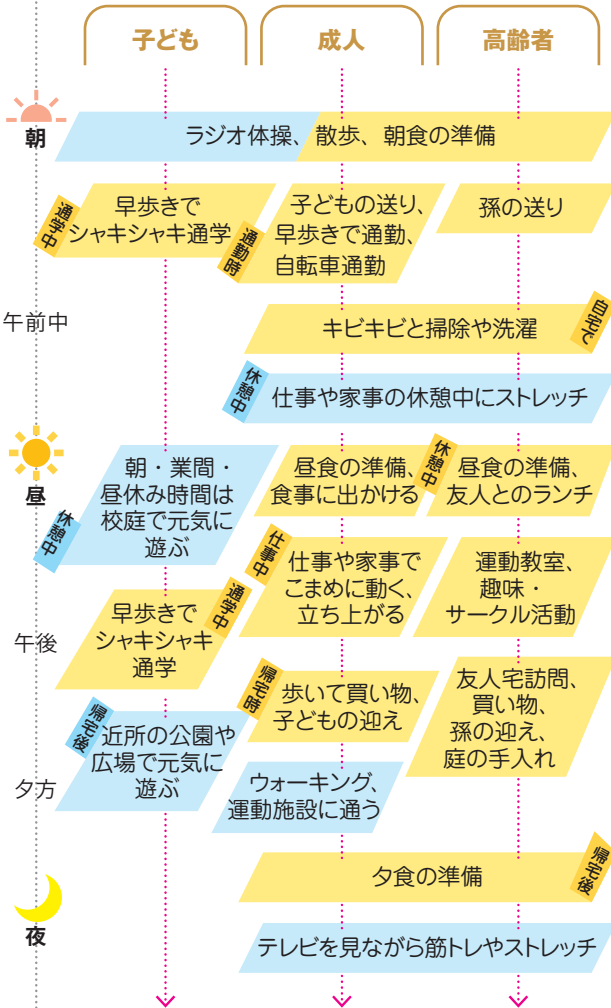 子ども
成人
高齢者
朝
ラジオ体操、散歩、朝食の準備
通学中
早歩きで
シャキシャキ通学
通勤時
子どもの送り、
早歩きで通勤、
自転車通勤
孫の送り
午前中
キビキビと掃除や洗濯
自宅で
休憩中
仕事や家事の休憩中にストレッチ
昼
休憩中
朝・業間・
昼休み時間は
校庭で元気に
遊ぶ
昼食の準備、
食事に出かける
休憩中
昼食の準備、
友人とのランチ
仕事中
仕事や家事で
こまめに動く、
立ち上がる
運動教室、
趣味・
サークル活動
午後
早歩きで
シャキシャキ
通学
通学中
帰宅時
歩いて買い物、
子どもの迎え
友人宅訪問、
買い物、
孫の迎え、
庭の手入れ
帰宅後
近所の公園や
広場で元気に
遊ぶ
夕方
ウォーキング、
運動施設に通う
夕食の準備
帰宅後
夜
テレビを見ながら筋トレやストレッチ